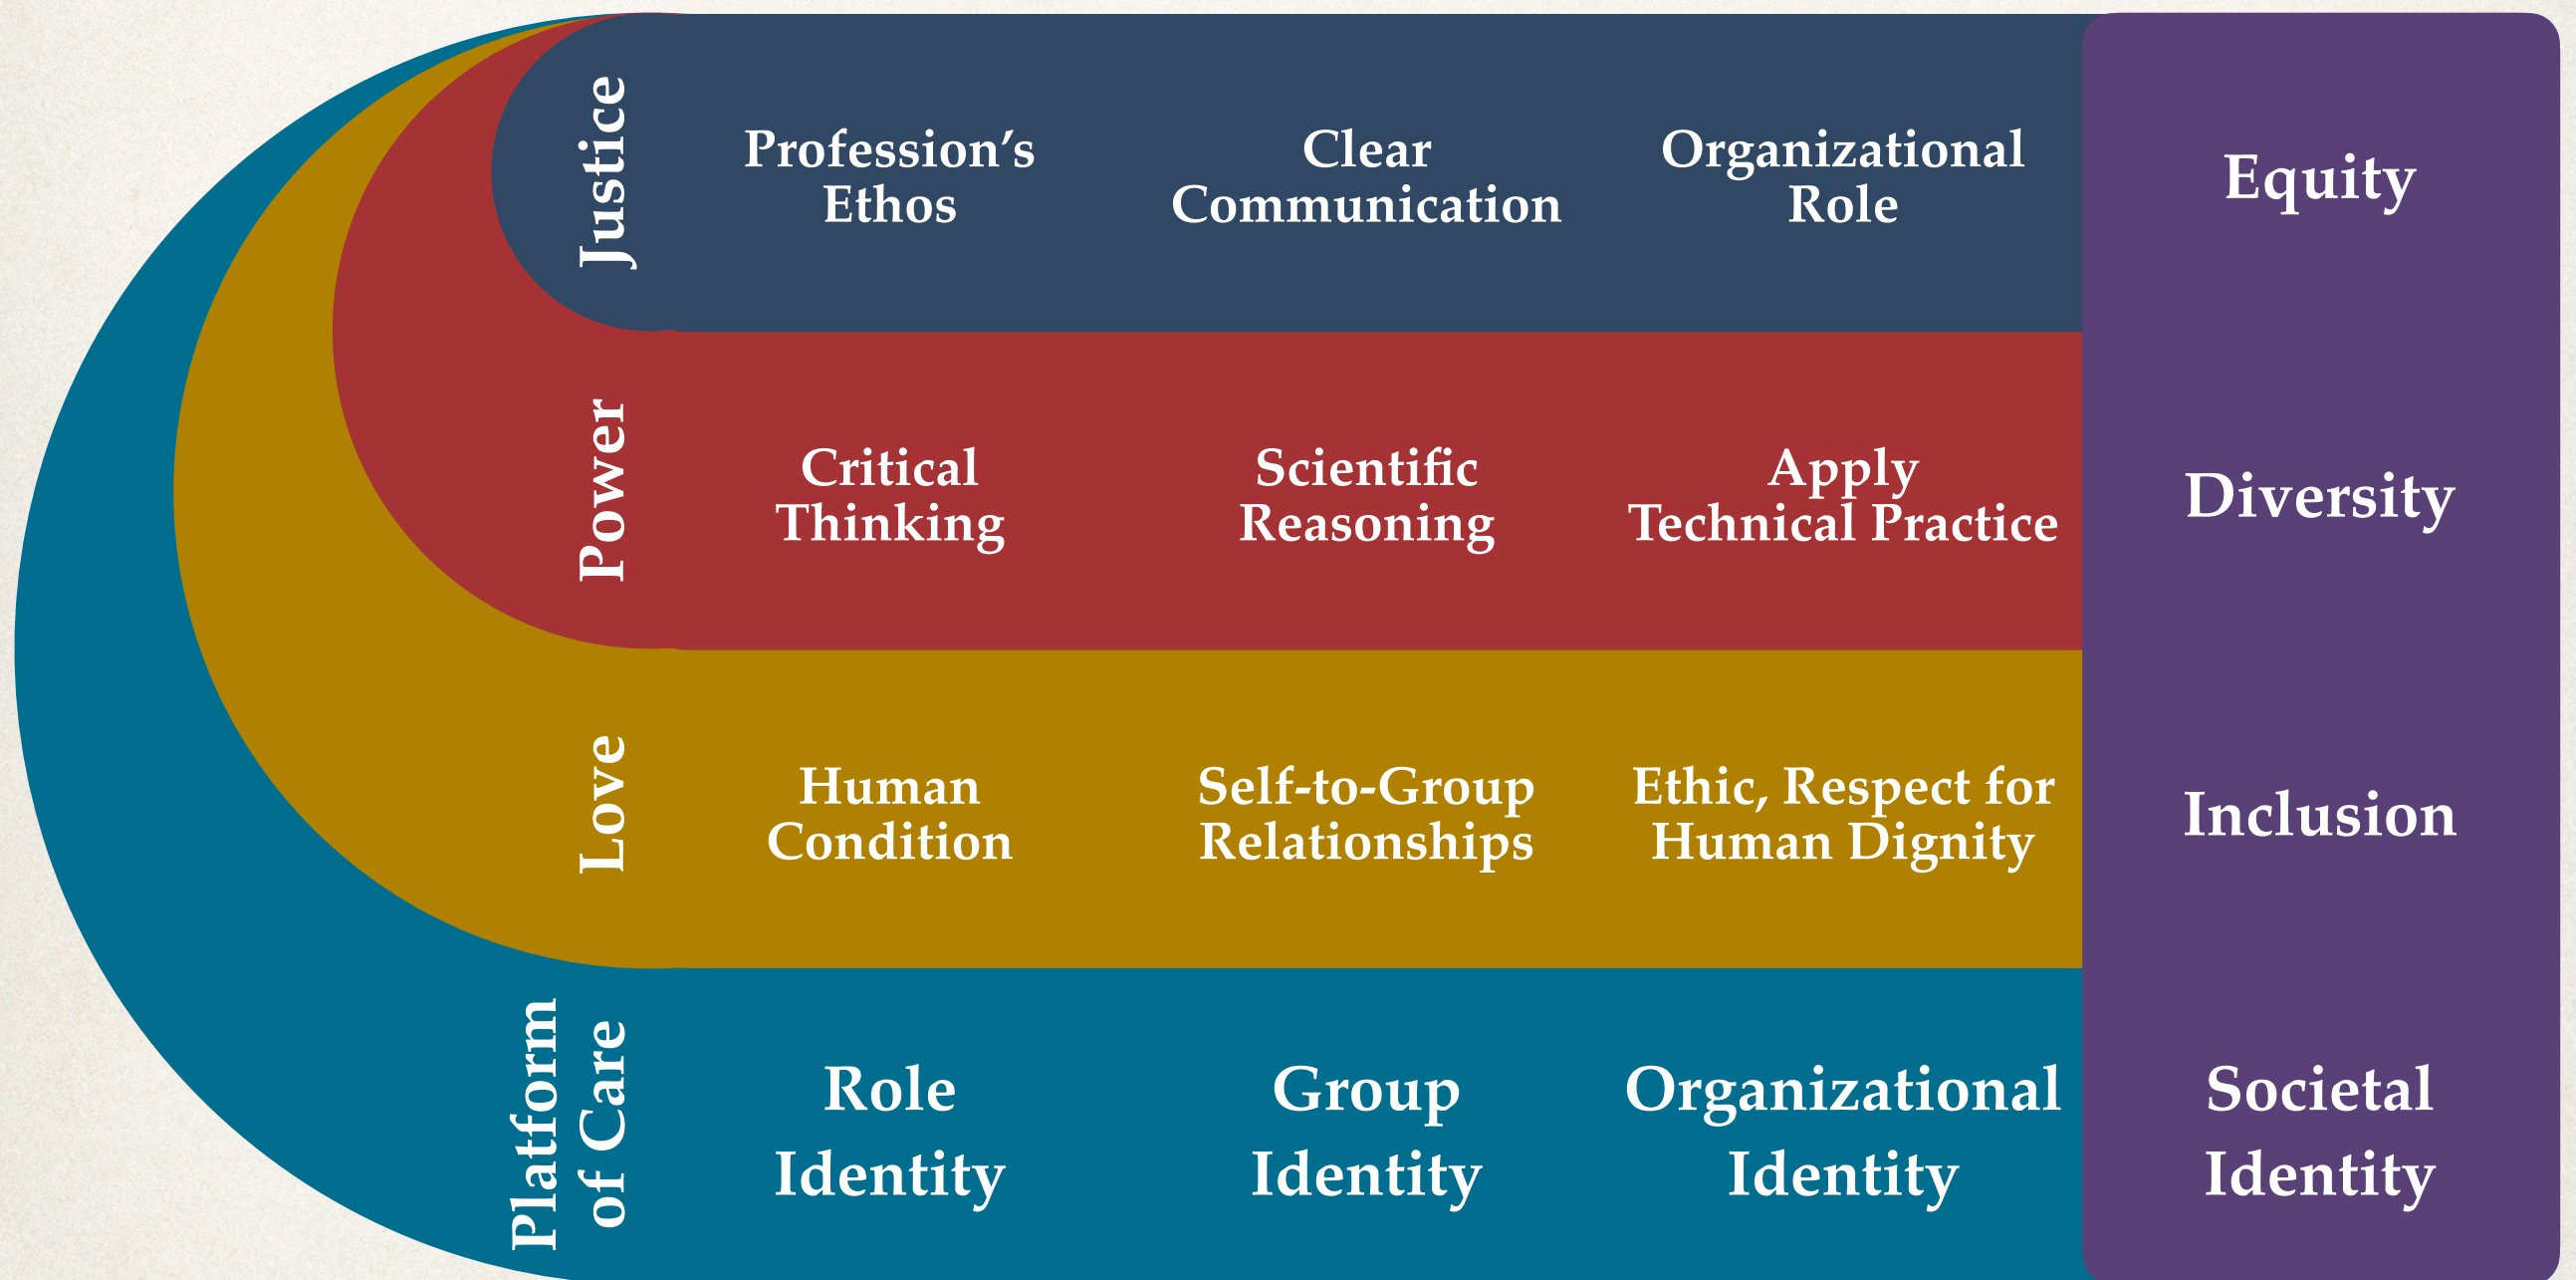 Justice
Profession’s
Ethos
Clear
Communication
Organizational
Role
Equity
Power
Critical
Thinking
Scientific
Reasoning
Apply
Technical Practice
Diversity
Love
Human
Condition
Self-to-Group
Relationships
Ethic, Respect for
Human Dignity
Inclusion
Platform
of Care
Role
Identity
Group
Identity
Organizational
Identity
Societal
Identity